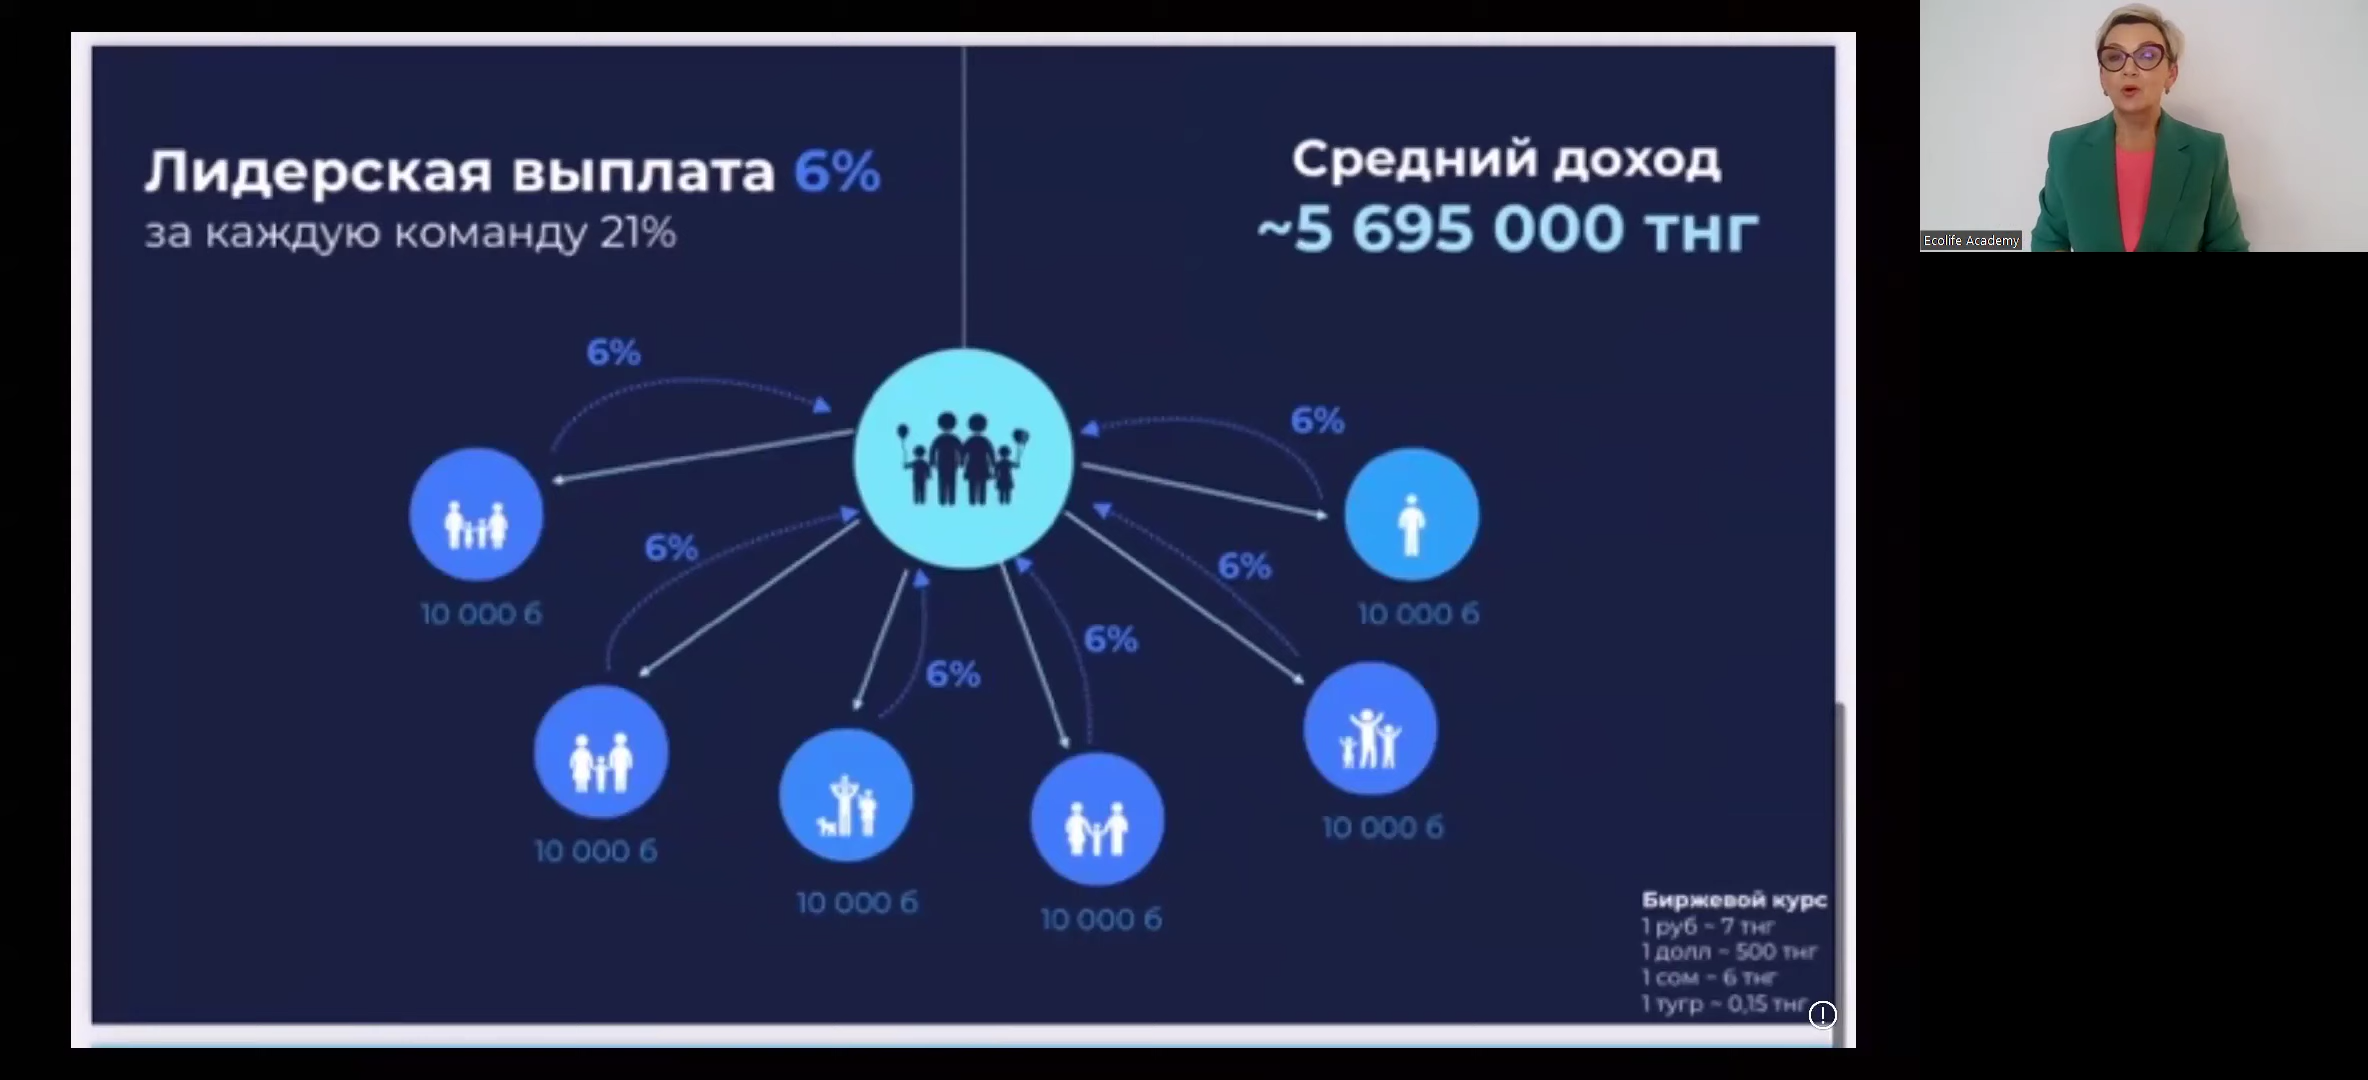 Лидерская выплата 6%
за каждую команду 21%
Средний доход
~5 695 000 тнг
6%
6%
6%
6%
6%
6%
10 000 б
10 000 б
10 000 б
10 000 б
10 000 б
10 000 б
Биржевой курс
1 руб ~ 7 тнг
1 долл ~ 500 тнг
1 сом ~ 6 тнг
1 тугр ~ 0,15 тнг
Ecolife Academy